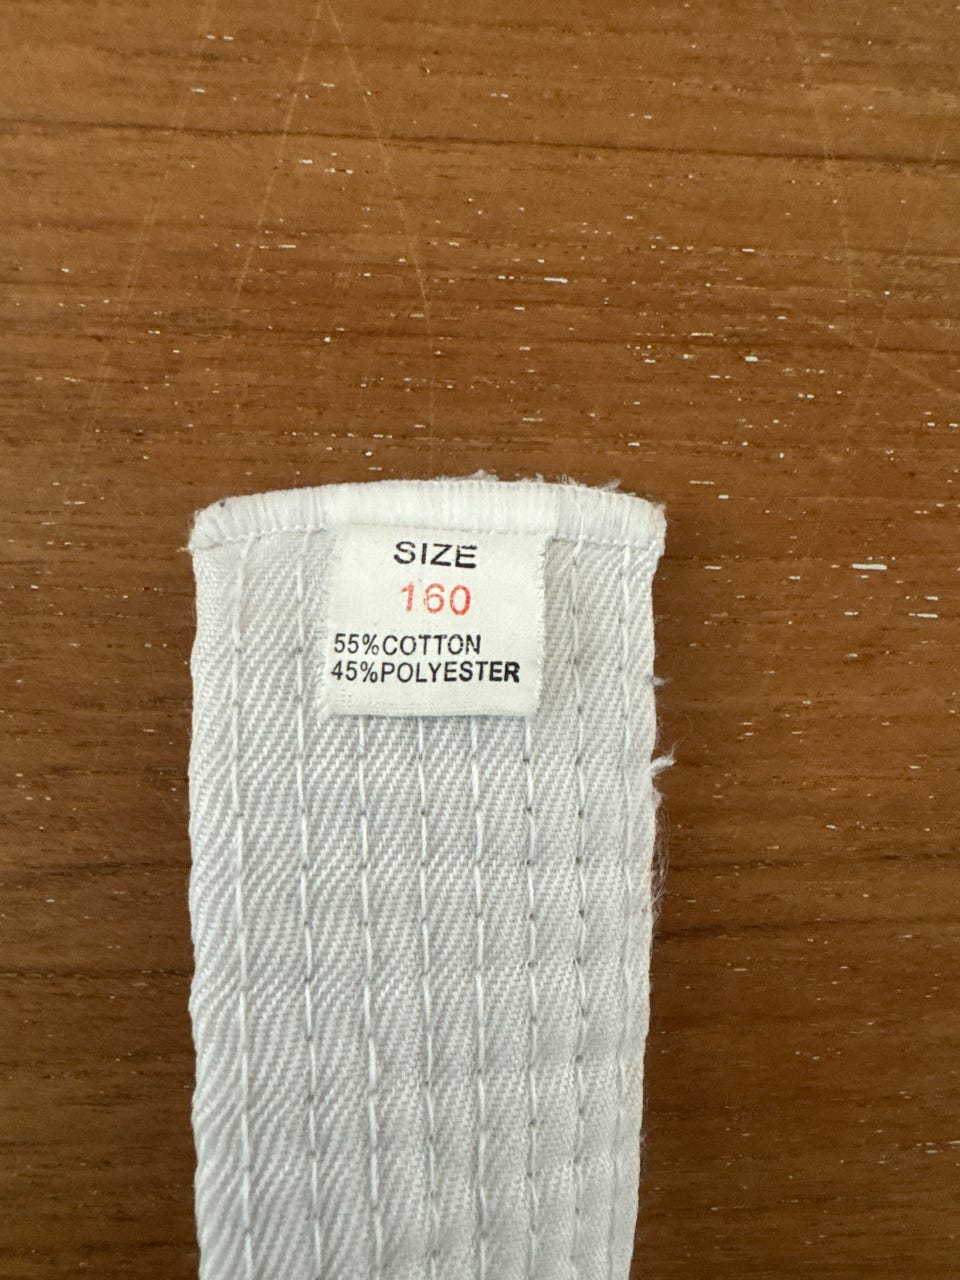 SIZE
160
55%COTTON
45%POLYESTER